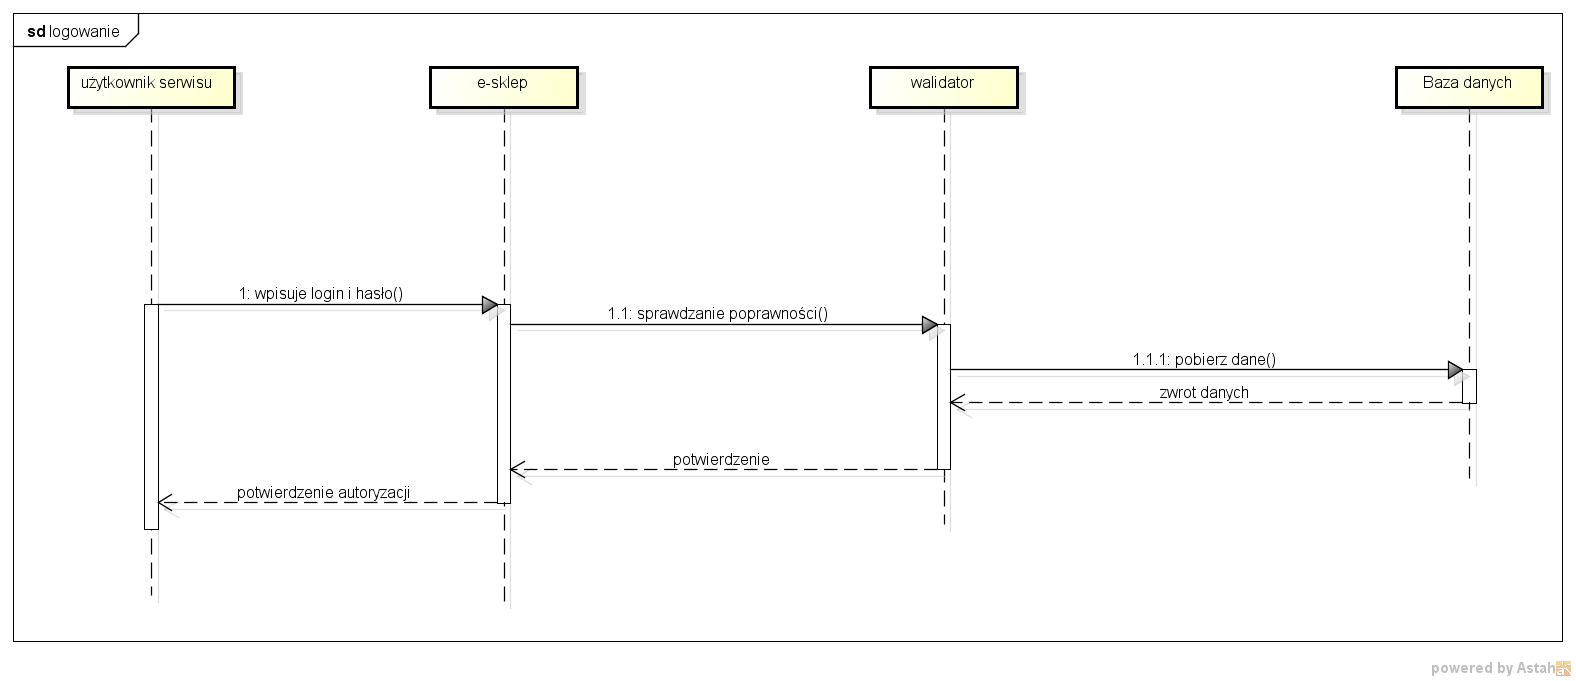 sd logowanie
użytkownik serwisu
e-sklep
walidator
Baza danych
1: wpisuje login i hasło()
1.1: sprawdzanie poprawności()
1.1.1: pobierz dane()
zwrot danych
potwierdzenie
potwierdzenie autoryzacji
powered by Astah